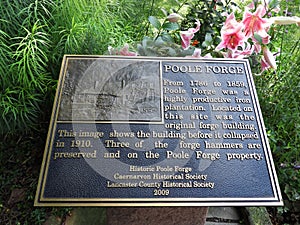 POOLE FORGE
From 1786 to 1859,
Poole Forge was a
highly productive iron
plantation. Located on
this site was the
original forge building.
This image shows the building before it collapsed
in 1910. Three of the forge hammers are
preserved and on the Poole Forge property.
Historic Poole Forge
Caernarvon Historical Society
Lancaster County Historical Society
2009